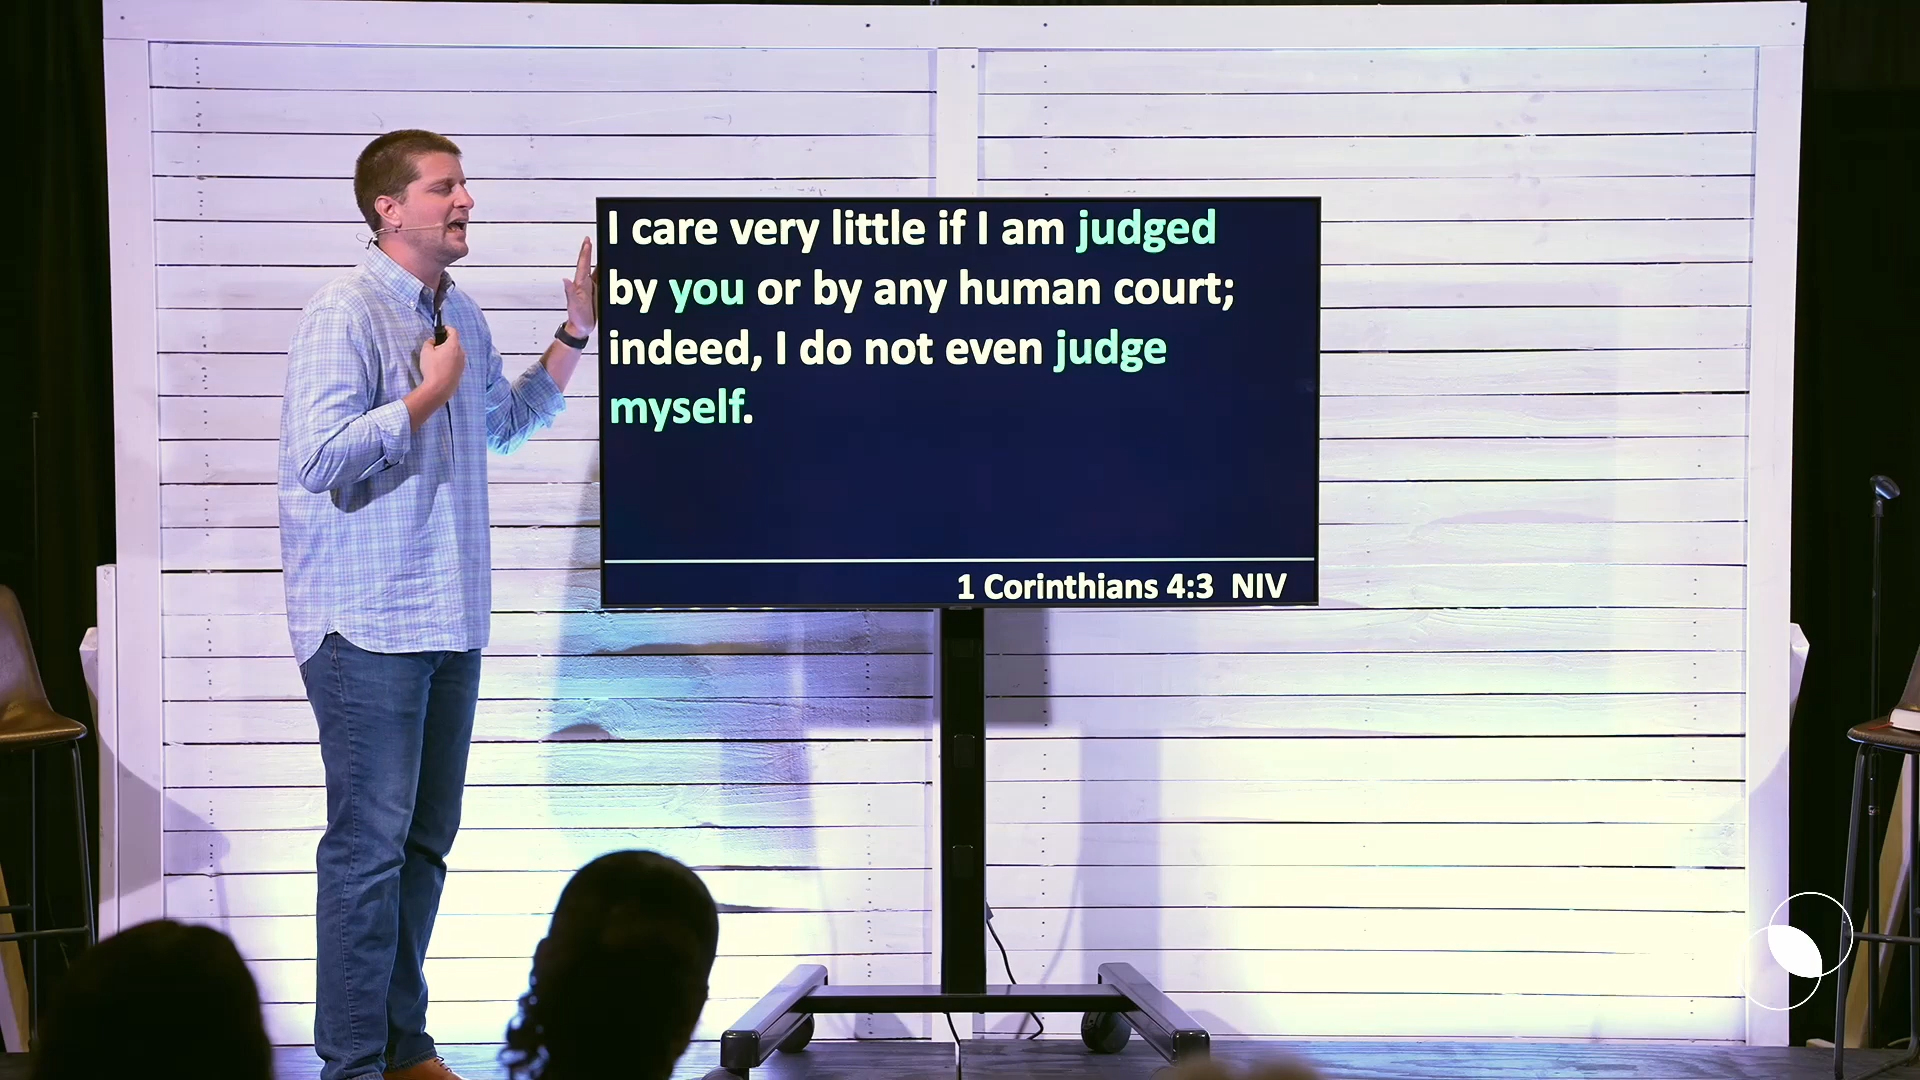 I care very little if I am judged
by you or by any human court;
indeed, I do not even judge
myself.
1 Corinthians 4:3 NIV